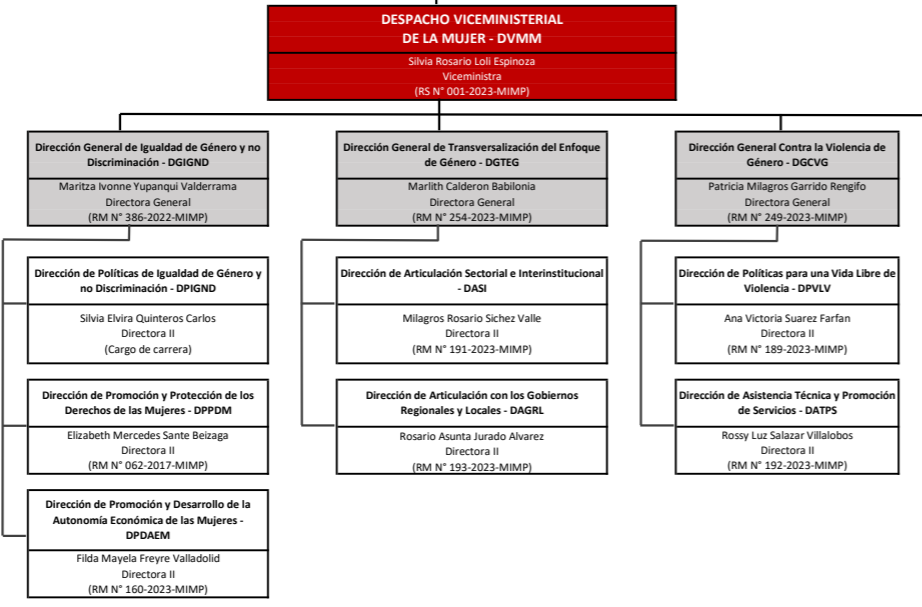 DESPACHO VICEMINISTERIAL
DE LA MUJER - DVMM
Silvia Rosario Loli Espinoza
Viceministra
(RS N° 001-2023-MIMP)
Dirección General de Igualdad de Género y no
Discriminación - DGIGND
Maritza Ivonne Yupanqui Valderrama
Directora General
(RM N° 386-2022-MIMP)
Dirección General de Transversalización del Enfoque
de Género - DGTEG
Marlith Calderon Babilonia
Directora General
(RM N° 254-2023-MIMP)
Dirección General Contra la Violencia de
Género - DGCVG
Patricia Milagros Garrido Rengifo
Directora General
(RM N° 249-2023-MIMP)
Dirección de Políticas de Igualdad de Género y
no Discriminación - DPIGND
Silvia Elvira Quinteros Carlos
Directora II
(Cargo de carrera)
Dirección de Articulación Sectorial e Interinstitucional
- DASI
Milagros Rosario Sichez Valle
Directora II
(RM N° 191-2023-MIMP)
Dirección de Políticas para una Vida Libre de
Violencia - DPVLV
Ana Victoria Suarez Farfan
Directora II
(RM N° 189-2023-MIMP)
Dirección de Promoción y Protección de los
Derechos de las Mujeres - DPPDM
Elizabeth Mercedes Sante Beizaga
Directora II
(RM N° 062-2017-MIMP)
Dirección de Articulación con los Gobiernos
Regionales y Locales - DAGRL
Rosario Asunta Jurado Alvarez
Directora II
(RM N° 193-2023-MIMP)
Dirección de Asistencia Técnica y Promoción
de Servicios - DATPS
Rossy Luz Salazar Villalobos
Directora II
(RM N° 192-2023-MIMP)
Dirección de Promoción y Desarrollo de la
Autonomía Económica de las Mujeres -
DPDAEM
Filda Mayela Freyre Valladolid
Directora II
(RM N° 160-2023-MIMP)